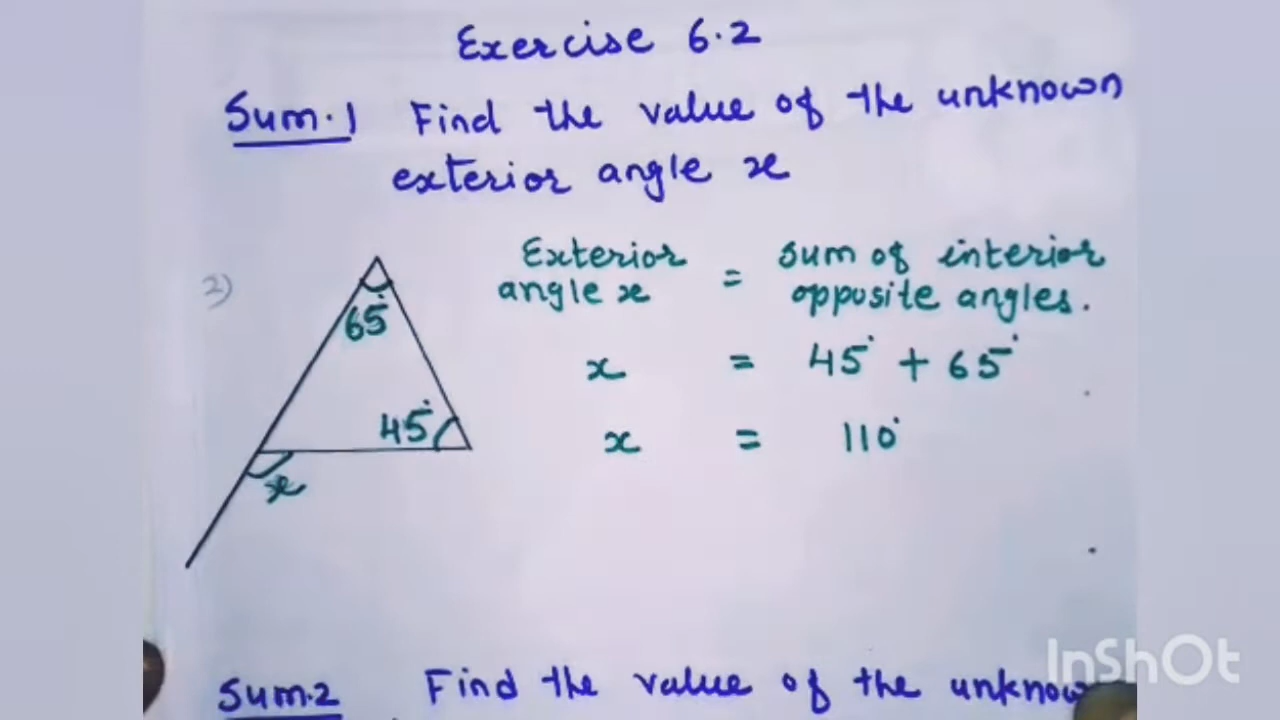 Exercise 6.2
Sum.1 Find the value of the unknown
exterior angle x
2)
65°
45°
x
Exterior angle x = sum of interior opposite angles.
x = 45° + 65°
x = 110°
Sum.2 Find the value of the
InShOt